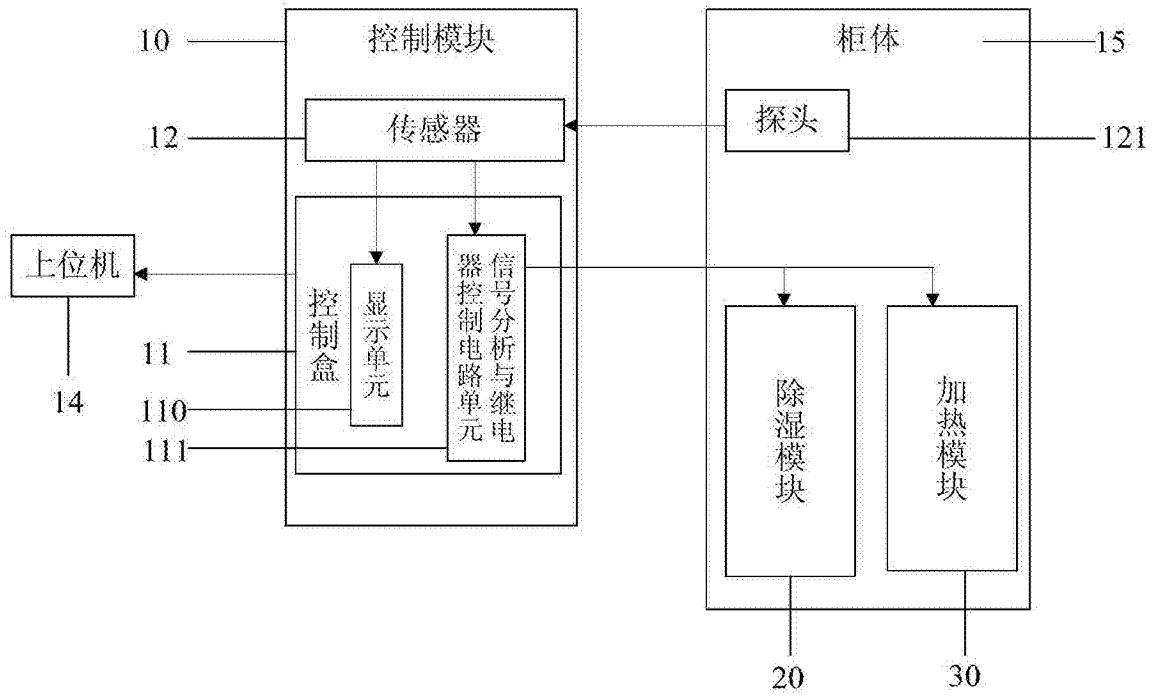 10
控制模块
柜体
15
12
传感器
探头
121
上位机
14
控制盒
11
显示单元
110
信号分析与继电
器控制电路单元
111
除湿模块
加热模块
20
30